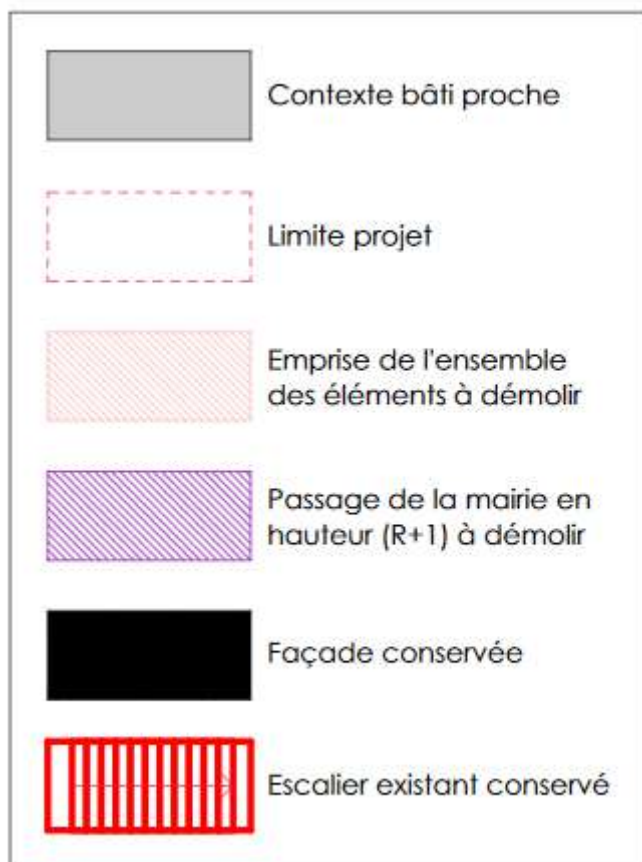 Contexte bâti proche
Limite projet
Emprise de l'ensemble
des éléments à démolir
Passage de la mairie en
hauteur (R+1) à démolir
Façade conservée
Escalier existant conservé